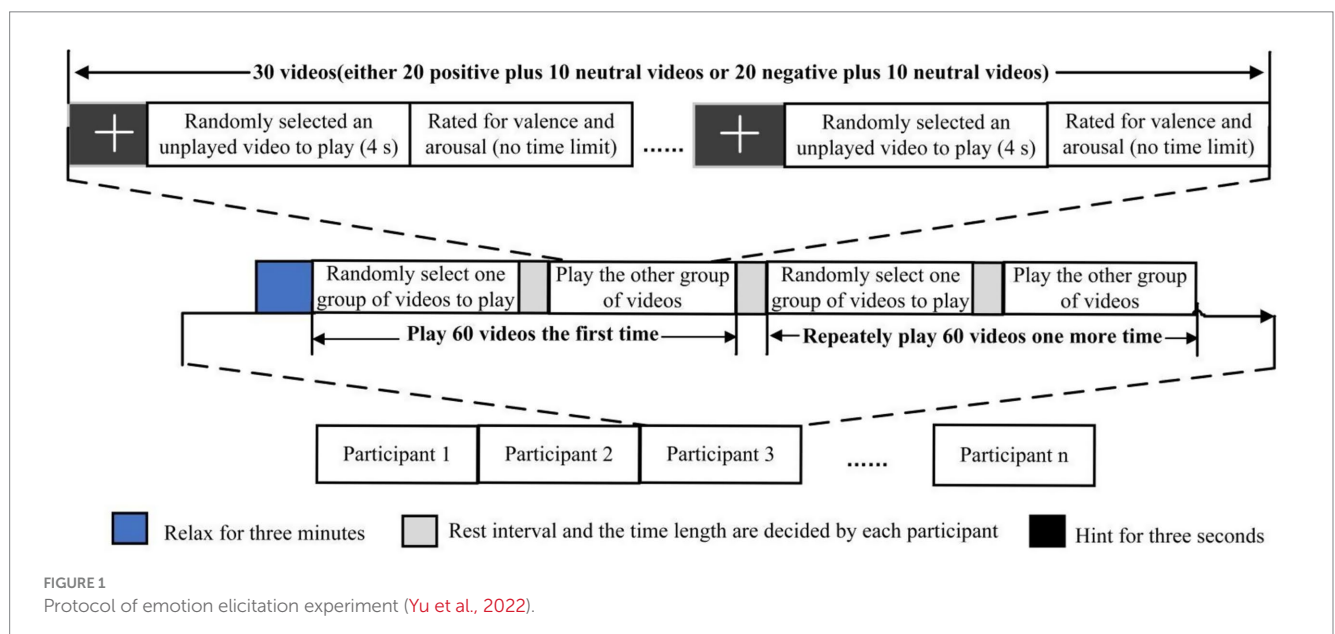 30 videos(either 20 positive plus 10 neutral videos or 20 negative plus 10 neutral videos)
Randomly selected an
unplayed video to play (4 s)
Rated for valence and
arousal (no time limit)
......
Randomly selected an
unplayed video to play (4 s)
Rated for valence and
arousal (no time limit)
Randomly select one
group of videos to play
Play the other group
of videos
Randomly select one
group of videos to play
Play the other group
of videos
Play 60 videos the first time
Repeately play 60 videos one more time
Participant 1
Participant 2
Participant 3
......
Participant n
Relax for three minutes
Rest interval and the time length are decided by each participant
Hint for three seconds
FIGURE 1
Protocol of emotion elicitation experiment (Yu et al., 2022).